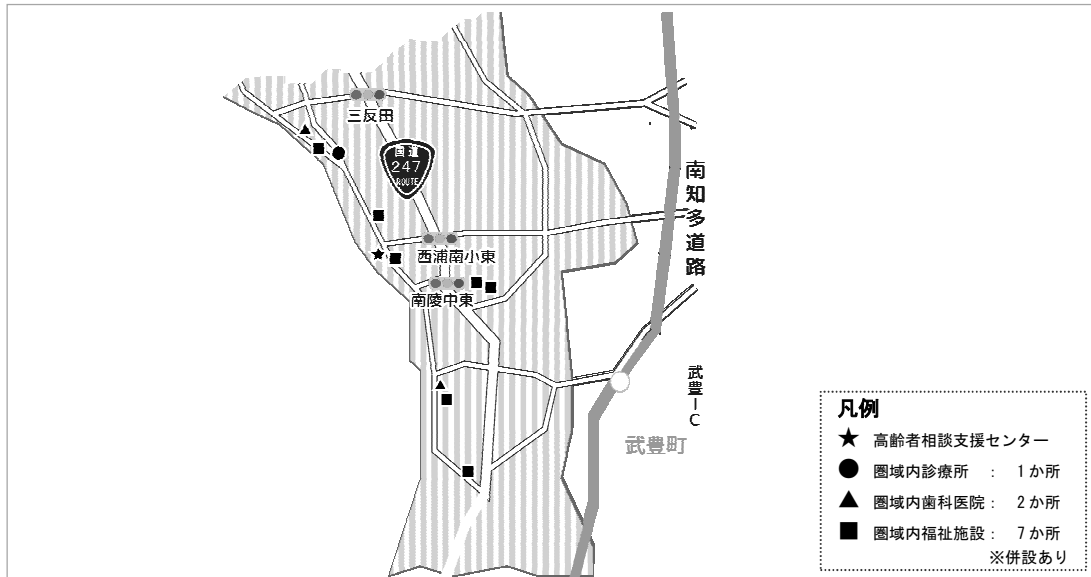 三反田
国道
247
ROUTE
南知多道路
西浦南小東
南陵中東
武豊IC
武豊町
凡例
★ 高齢者相談支援センター
● 圏域内診療所 : 1か所
▲ 圏域内歯科医院: 2か所
■ 圏域内福祉施設: 7か所
※併設あり